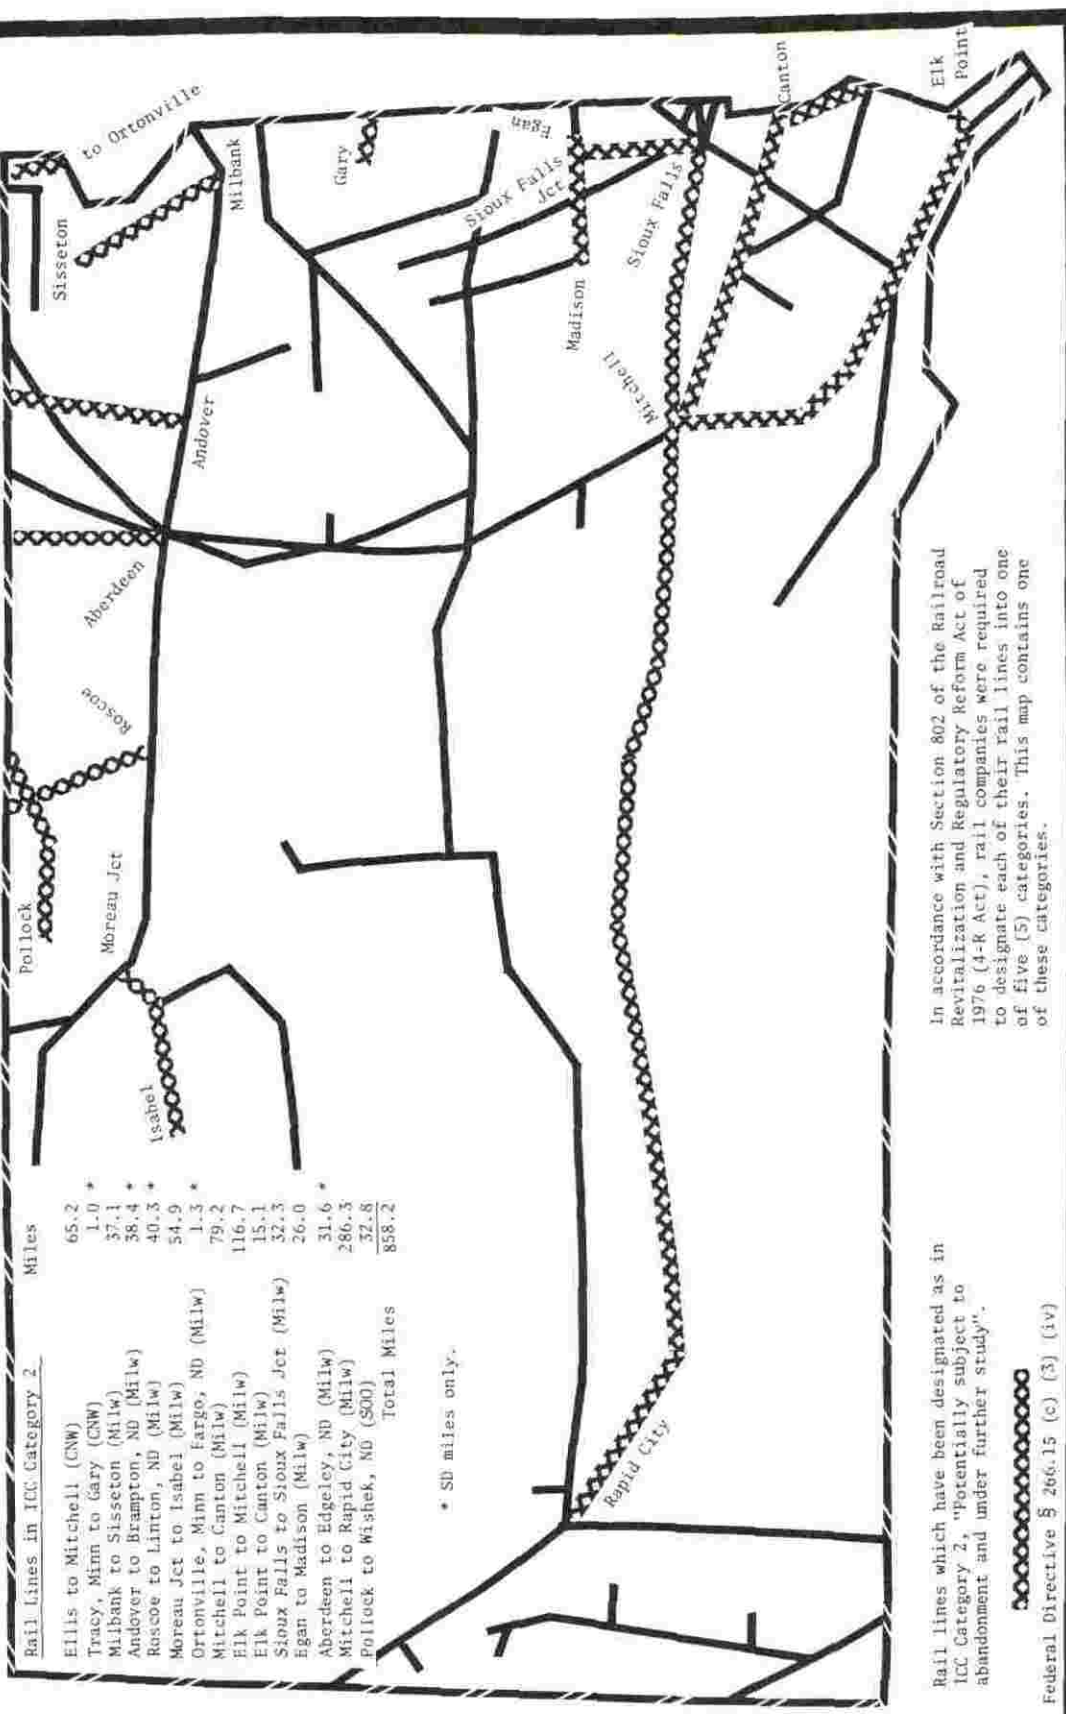 Rail Lines in ICC Category 2 Miles
Ellis to Mitchell (CNW) 65.2
Tracy, Minn to Gary (CNW) 1.0 *
Milbank to Sisseton (Milw) 37.1
Andover to Brampton, ND (Milw) 38.4 *
Roscoe to Linton, ND (Milw) 40.3 *
Moreau Jct to Isabel (Milw) 54.9
Ortonville, Minn to Fargo, ND (Milw) 1.3 *
Mitchell to Canton (Milw) 79.2
Elk Point to Mitchell (Milw) 116.7
Elk Point to Canton (Milw) 15.1
Sioux Falls to Sioux Falls Jct (Milw) 32.3
Egan to Madison (Milw) 26.0
Aberdeen to Edgeley, ND (Milw) 31.6 *
Mitchell to Rapid City (Milw) 286.3
Pollock to Wishek, ND (SOO) 32.8
Total Miles 858.2
* SD miles only.
Pollock
Moreau Jct
Isabel
Roscoe
Aberdeen
Andover
Sisseton
to Ortonville
Milbank
Gary
Egan
Sioux Falls
Jct
Madison
Sioux Falls
Mitchell
Canton
Elk
Point
Rapid City
Rail lines which have been designated as in
ICC Category 2, "Potentially subject to
abandonment and under further study".
Federal Directive § 266.15 (c) (3) (iv)
In accordance with Section 802 of the Railroad
Revitalization and Regulatory Reform Act of
1976 (4-R Act), rail companies were required
to designate each of their rail lines into one
of five (5) categories. This map contains one
of these categories.